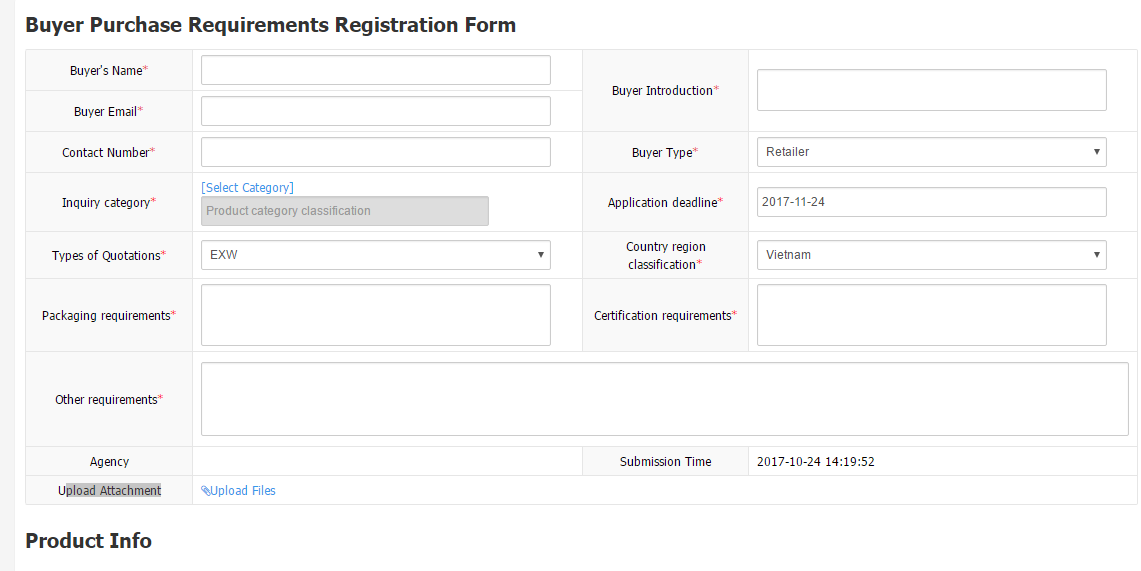 Buyer Purchase Requirements Registration Form
Buyer's Name*
Buyer Introduction*
Buyer Email*
Contact Number*
Buyer Type*
Retailer
Inquiry category*
[Select Category]
Product category classification
Application deadline*
2017-11-24
Types of Quotations*
EXW
Country region
classification*
Vietnam
Packaging requirements*
Certification requirements*
Other requirements*
Agency
Submission Time
2017-10-24 14:19:52
Upload Attachment
Upload Files
Product Info